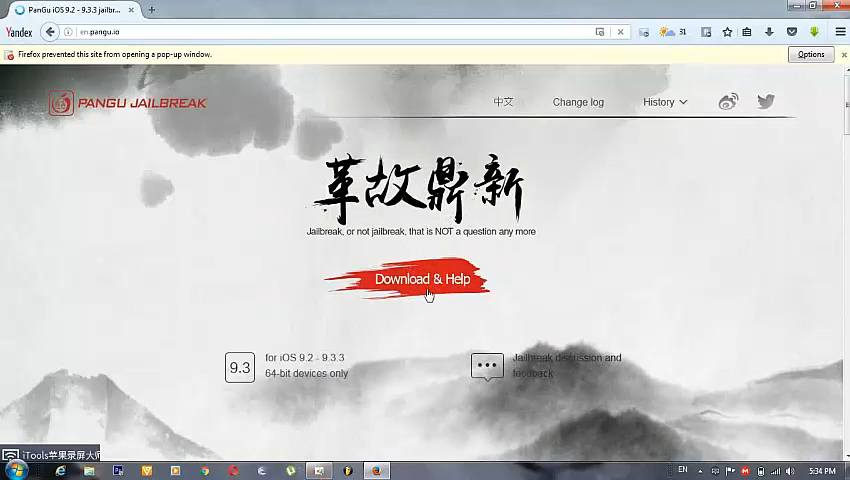 PanGu iOS 9.2 - 9.3.3 jailbr...
Yandex
en.pangu.io
31
Firefox prevented this site from opening a pop-up window.
Options
PANGU JAILBREAK
中文
Change log
History
革故鼎新
Jailbreak, or not jailbreak, that is NOT a question any more
Download & Help
9.3
for iOS 9.2 - 9.3.3
64-bit devices only
Jailbreak discussion and
feedback
iTools苹果录屏大师
EN
5:34 PM